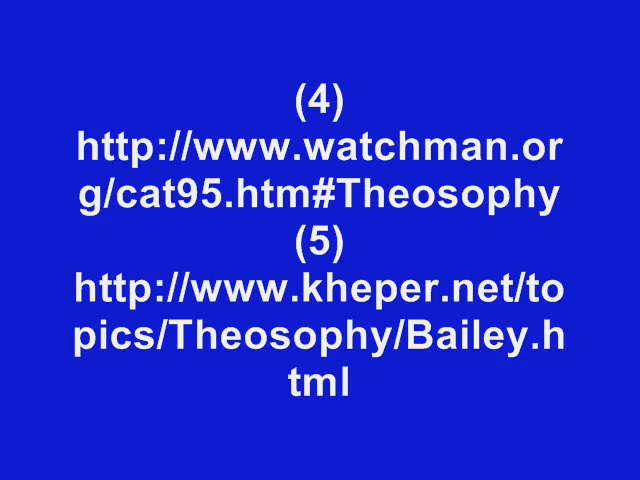 (4)
http://www.watchman.or
g/cat95.htm#Theosophy
(5)
http://www.kheper.net/to
pics/Theosophy/Bailey.h
tml